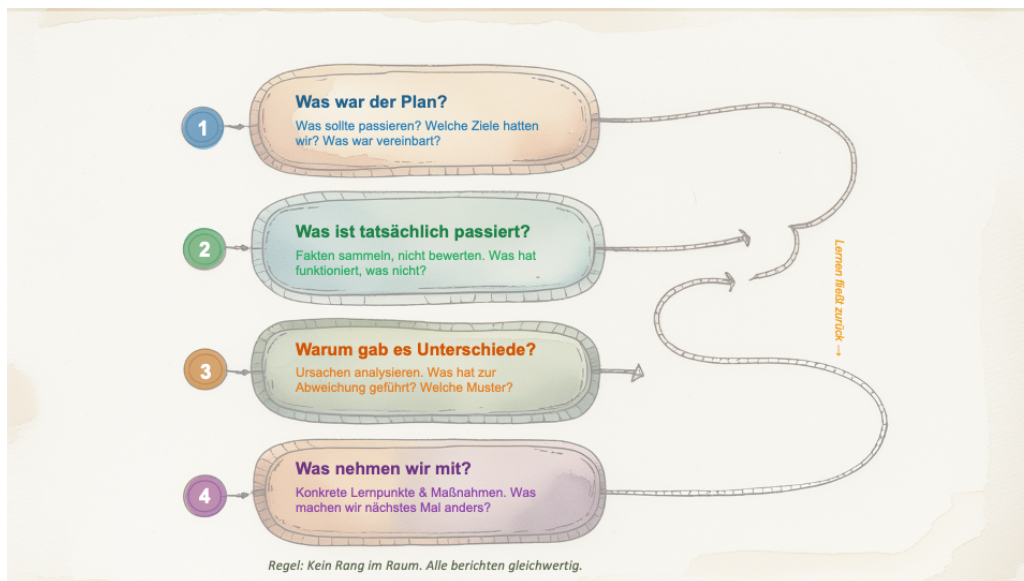 1
Was war der Plan?
Was sollte passieren? Welche Ziele hatten
wir? Was war vereinbart?
2
Was ist tatsächlich passiert?
Fakten sammeln, nicht bewerten. Was hat
funktioniert, was nicht?
Lernen fließt zurück →
3
Warum gab es Unterschiede?
Ursachen analysieren. Was hat zur
Abweichung geführt? Welche Muster?
4
Was nehmen wir mit?
Konkrete Lernpunkte & Maßnahmen. Was
machen wir nächstes Mal anders?
Regel: Kein Rang im Raum. Alle berichten gleichwertig.